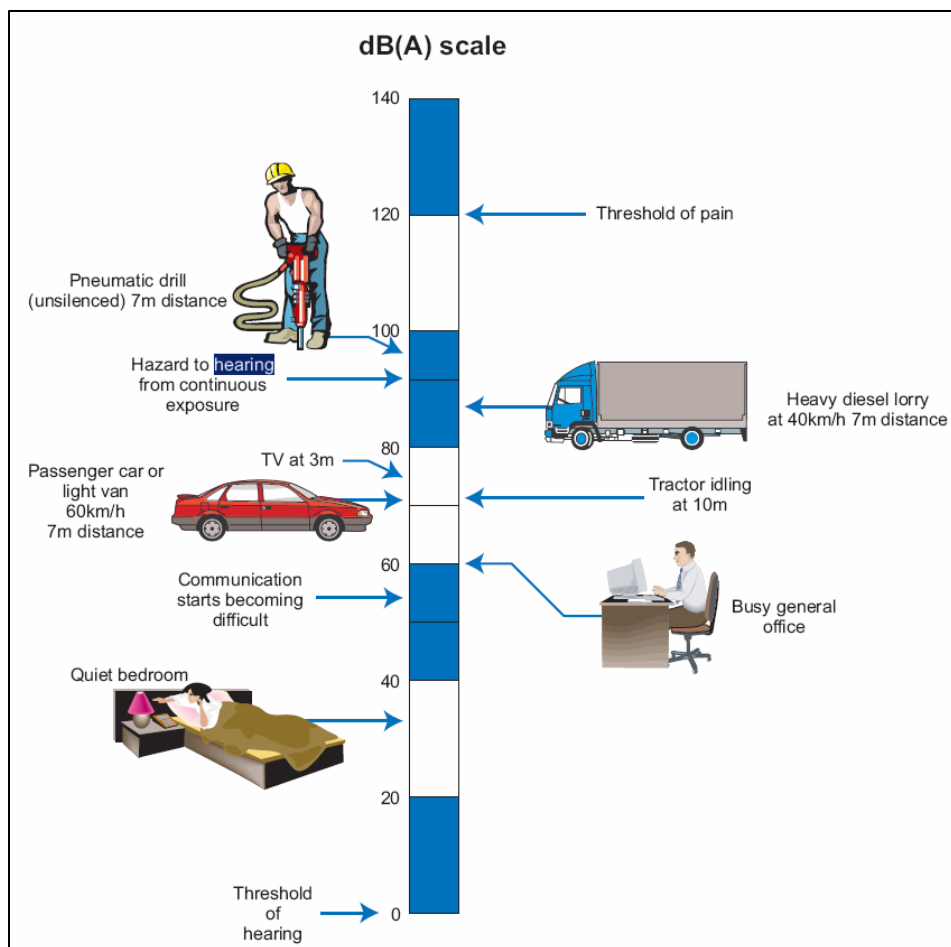 dB(A) scale
140
120
Threshold of pain
Pneumatic drill
(unsilenced) 7m distance
100
Hazard to hearing
from continuous
exposure
Heavy diesel lorry
at 40km/h 7m distance
80
TV at 3m
Passenger car or
light van
60km/h
7m distance
Tractor idling
at 10m
60
Communication
starts becoming
difficult
Busy general
office
Quiet bedroom
40
20
Threshold
of
hearing
0